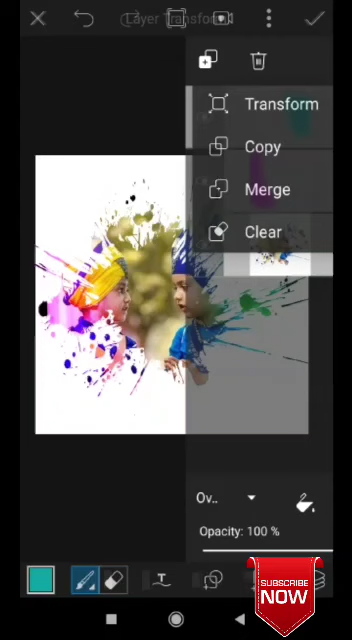 Layer Transform
Transform
Copy
Merge
Clear
Ov..
Opacity: 100 %
T
SUBSCRIBE
NOW